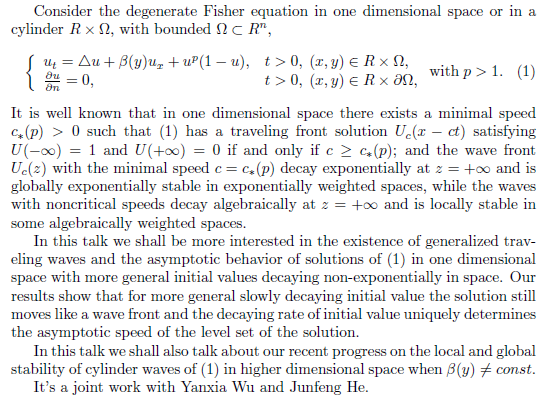 Consider the degenerate Fisher equation in one dimensional space or in a
cylinder R × Ω, with bounded Ω ⊂ Rⁿ,
{ u_t = Δu + β(y)u_x + u^p(1 − u), t > 0, (x, y) ∈ R × Ω,
∂u/∂n = 0, t > 0, (x, y) ∈ R × ∂Ω, with p > 1. (1)
It is well known that in one dimensional space there exists a minimal speed
c_*(p) > 0 such that (1) has a traveling front solution U_c(x − ct) satisfying
U(−∞) = 1 and U(+∞) = 0 if and only if c ≥ c_*(p); and the wave front
U_c(z) with the minimal speed c = c_*(p) decay exponentially at z = +∞ and is
globally exponentially stable in exponentially weighted spaces, while the waves
with noncritical speeds decay algebraically at z = +∞ and is locally stable in
some algebraically weighted spaces.
In this talk we shall be more interested in the existence of generalized trav-
eling waves and the asymptotic behavior of solutions of (1) in one dimensional
space with more general initial values decaying non-exponentially in space. Our
results show that for more general slowly decaying initial value the solution still
moves like a wave front and the decaying rate of initial value uniquely determines
the asymptotic speed of the level set of the solution.
In this talk we shall also talk about our recent progress on the local and global
stability of cylinder waves of (1) in higher dimensional space when β(y) ≠ const.
It's a joint work with Yanxia Wu and Junfeng He.